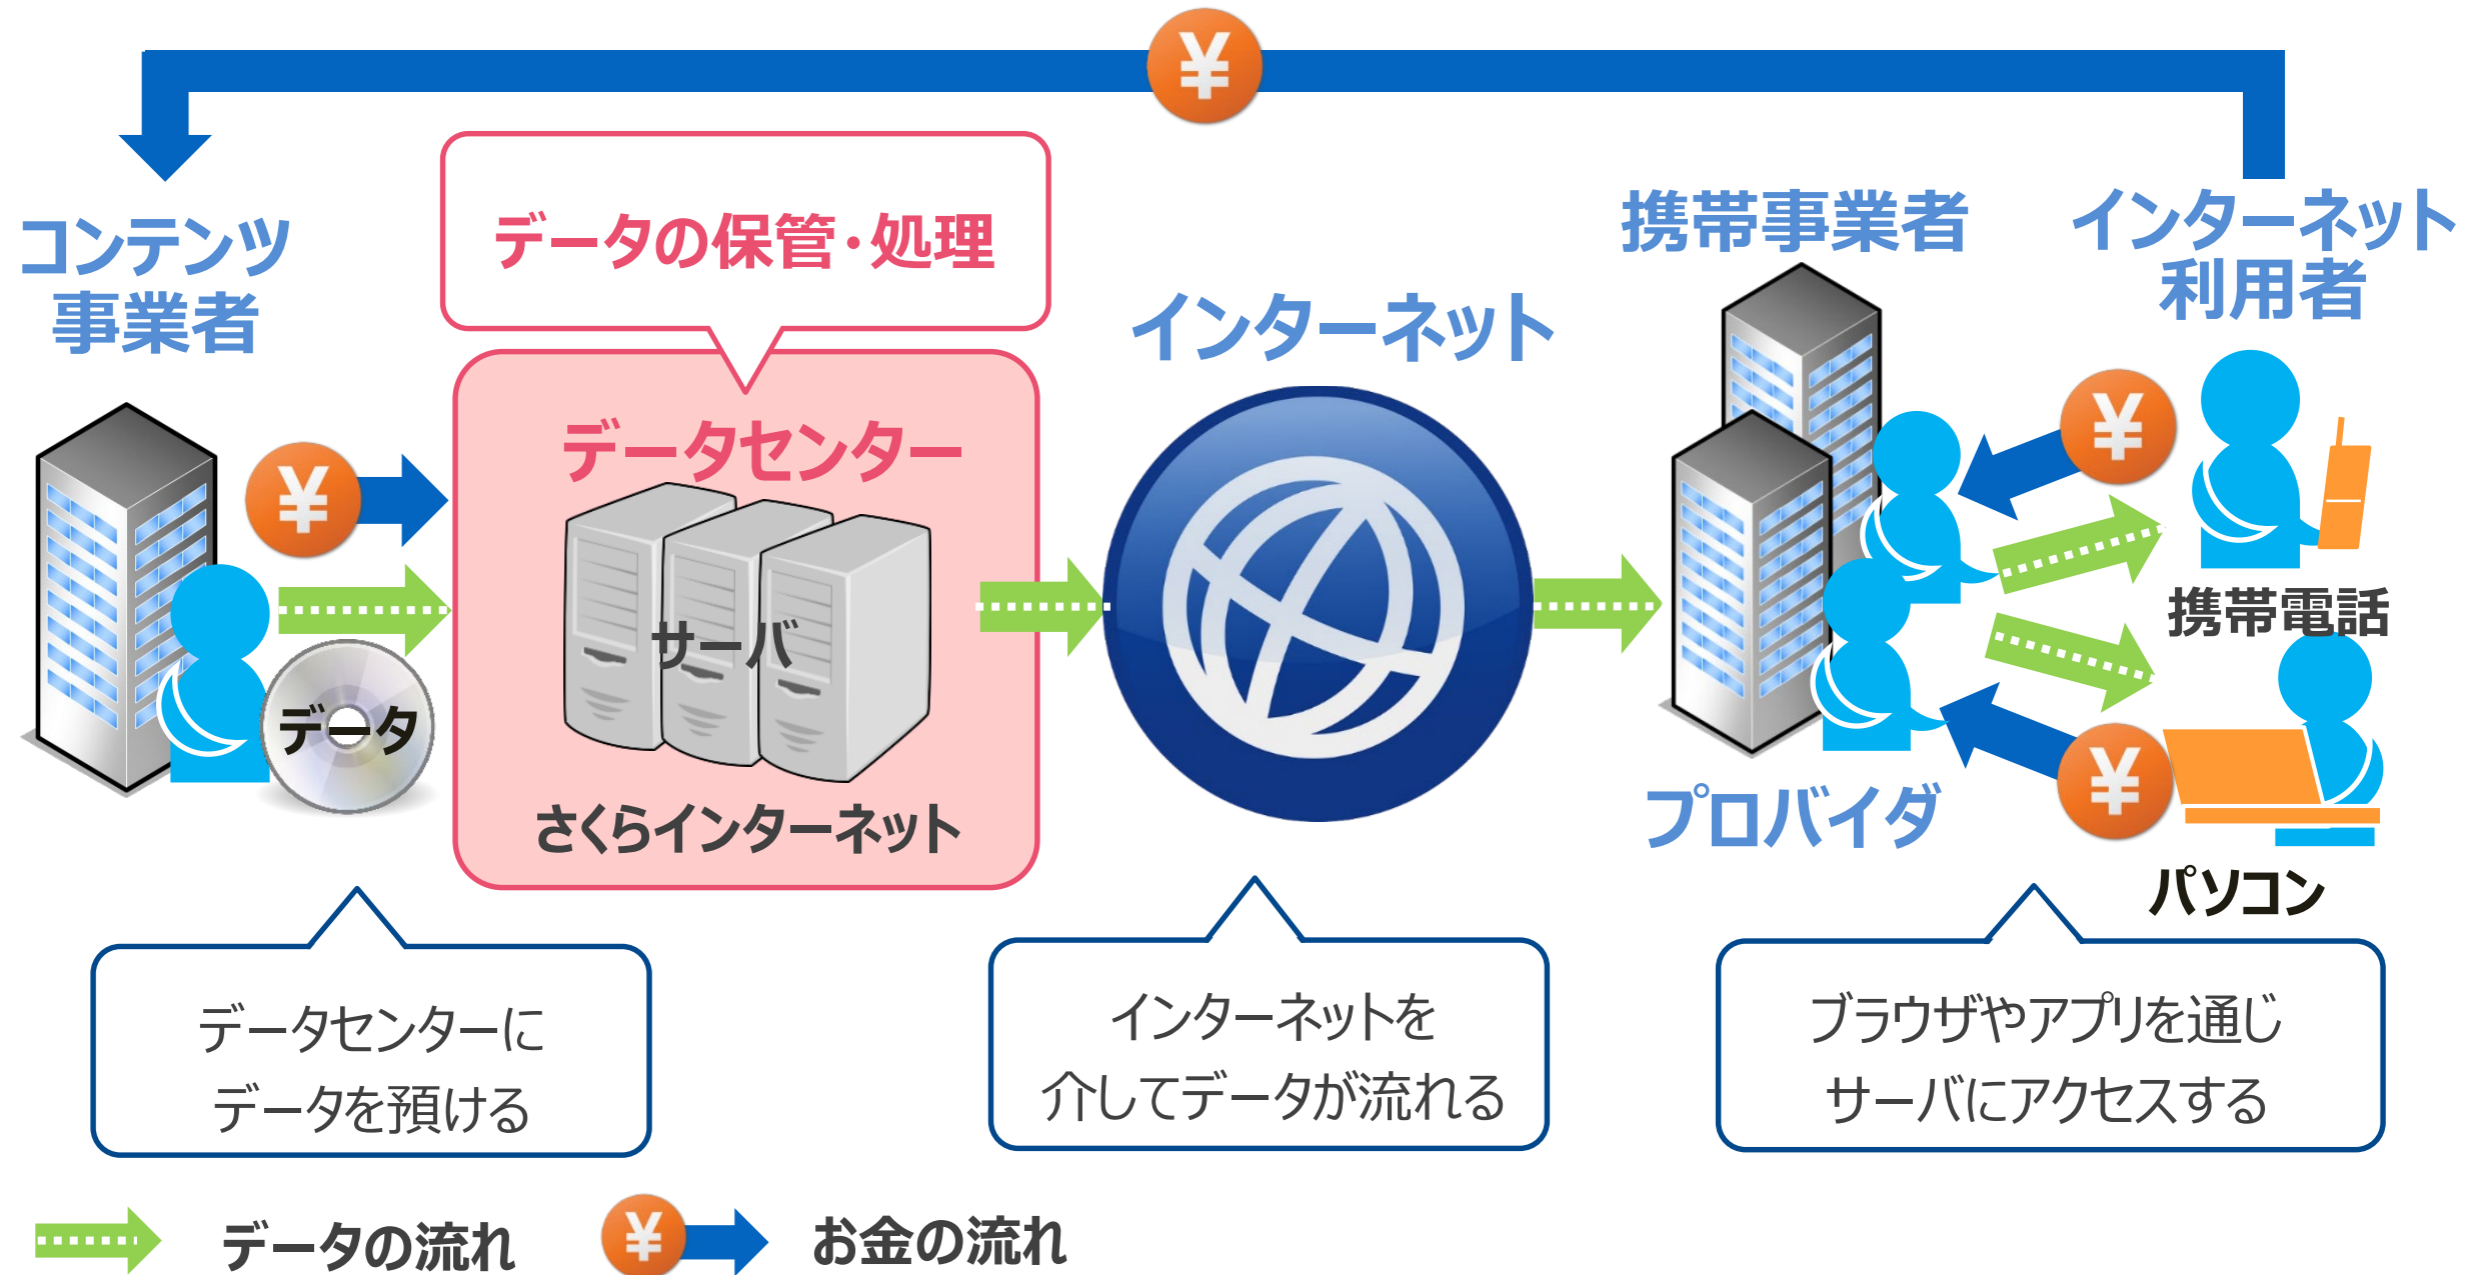 ¥
コンテンツ
事業者
データの保管・処理
携帯事業者
インターネット
利用者
インターネット
データセンター
¥
¥
サーバ
携帯電話
データ
¥
さくらインターネット
プロバイダ
パソコン
データセンターに
データを預ける
インターネットを
介してデータが流れる
ブラウザやアプリを通じ
サーバにアクセスする
データの流れ
¥
お金の流れ